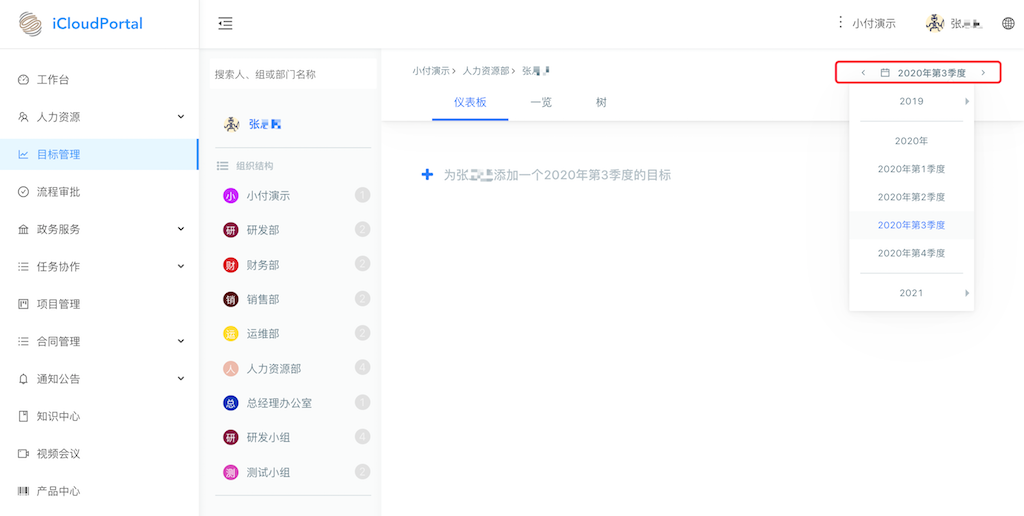 iCloudPortal
小付演示
张
工作台
人力资源
目标管理
流程审批
政务服务
任务协作
项目管理
合同管理
通知公告
知识中心
视频会议
产品中心
搜索人、组或部门名称
张
组织结构
小 小付演示 1
研 研发部 2
财 财务部 2
销 销售部 2
运 运维部 2
人 人力资源部 4
总 总经理办公室 1
研 研发小组 4
测 测试小组 2
小付演示 › 人力资源部 › 张
仪表板 一览 树
为张 添加一个2020年第3季度的目标
‹ 2020年第3季度 ›
2019
2020年
2020年第1季度
2020年第2季度
2020年第3季度
2020年第4季度
2021